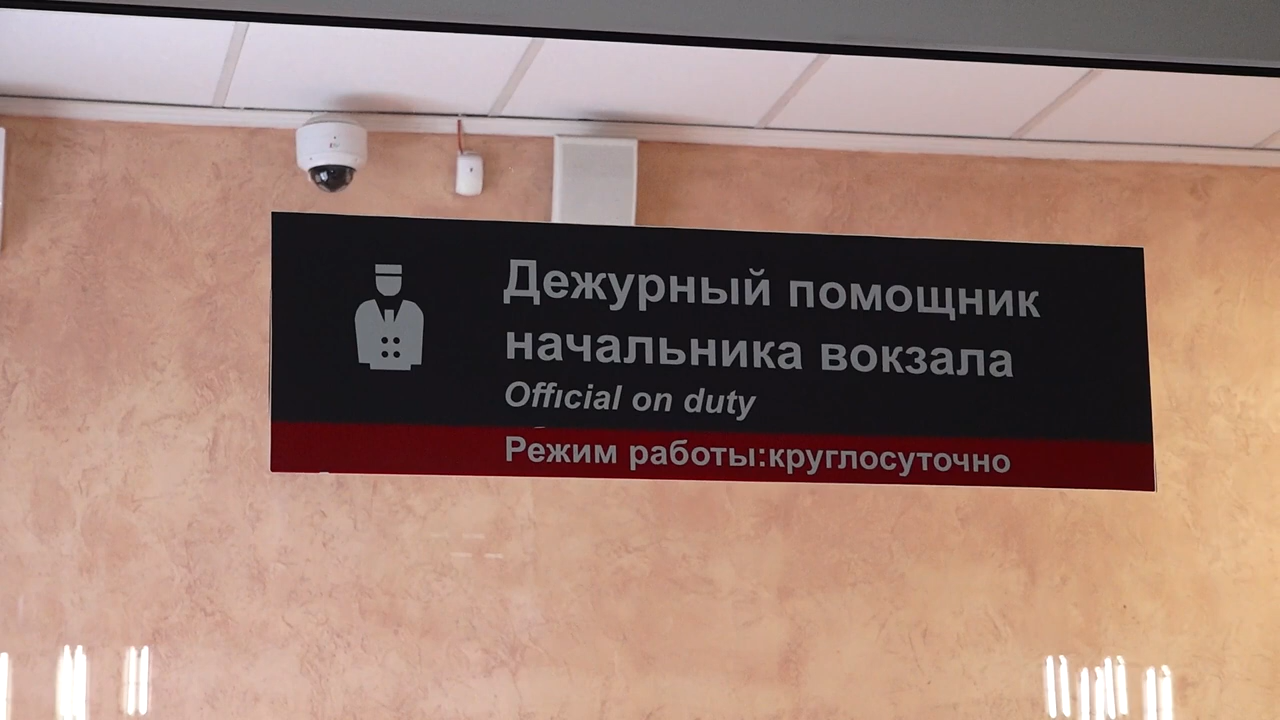 Дежурный помощник
начальника вокзала
Official on duty
Режим работы:круглосуточно